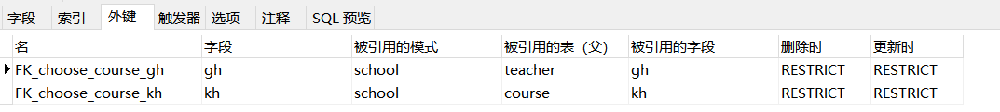 字段 索引 外键 触发器 选项 注释 SQL 预览
名 字段 被引用的模式 被引用的表（父） 被引用的字段 删除时 更新时
FK_choose_course_gh gh school teacher gh RESTRICT RESTRICT
FK_choose_course_kh kh school course kh RESTRICT RESTRICT